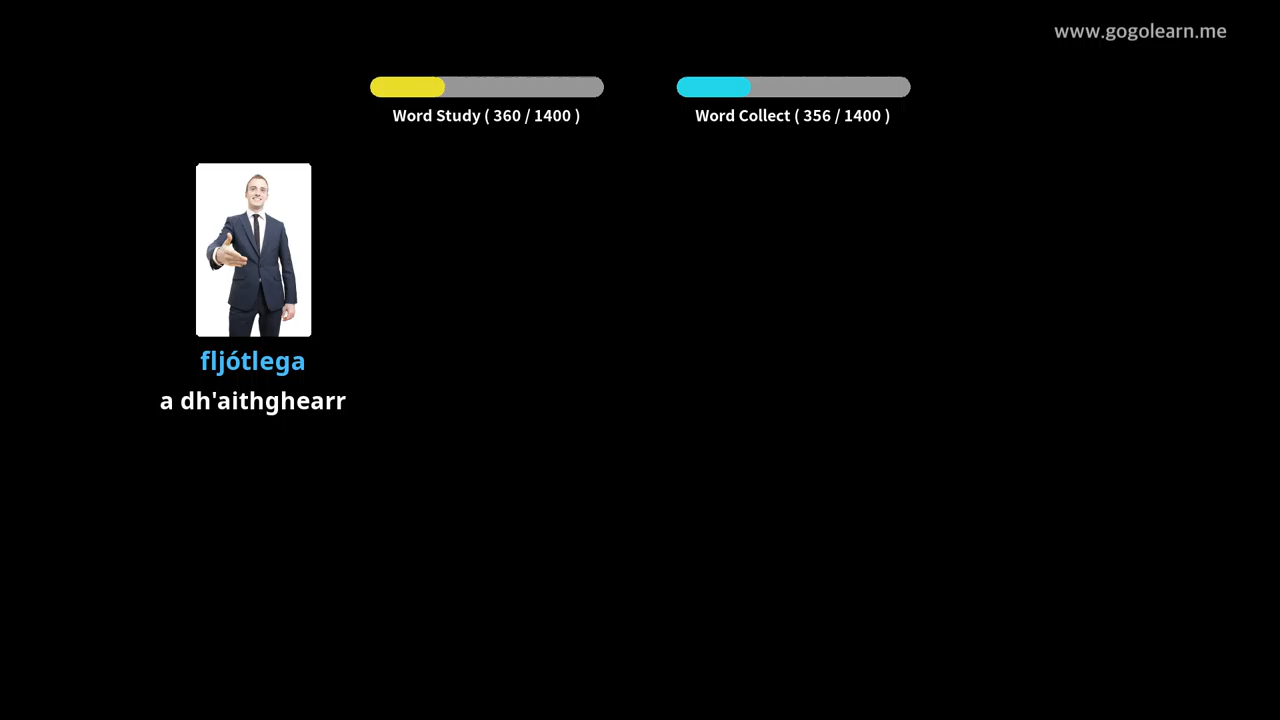 www.gogolearn.me
Word Study ( 360 / 1400 )
Word Collect ( 356 / 1400 )
fljótlega
a dh'aithghearr